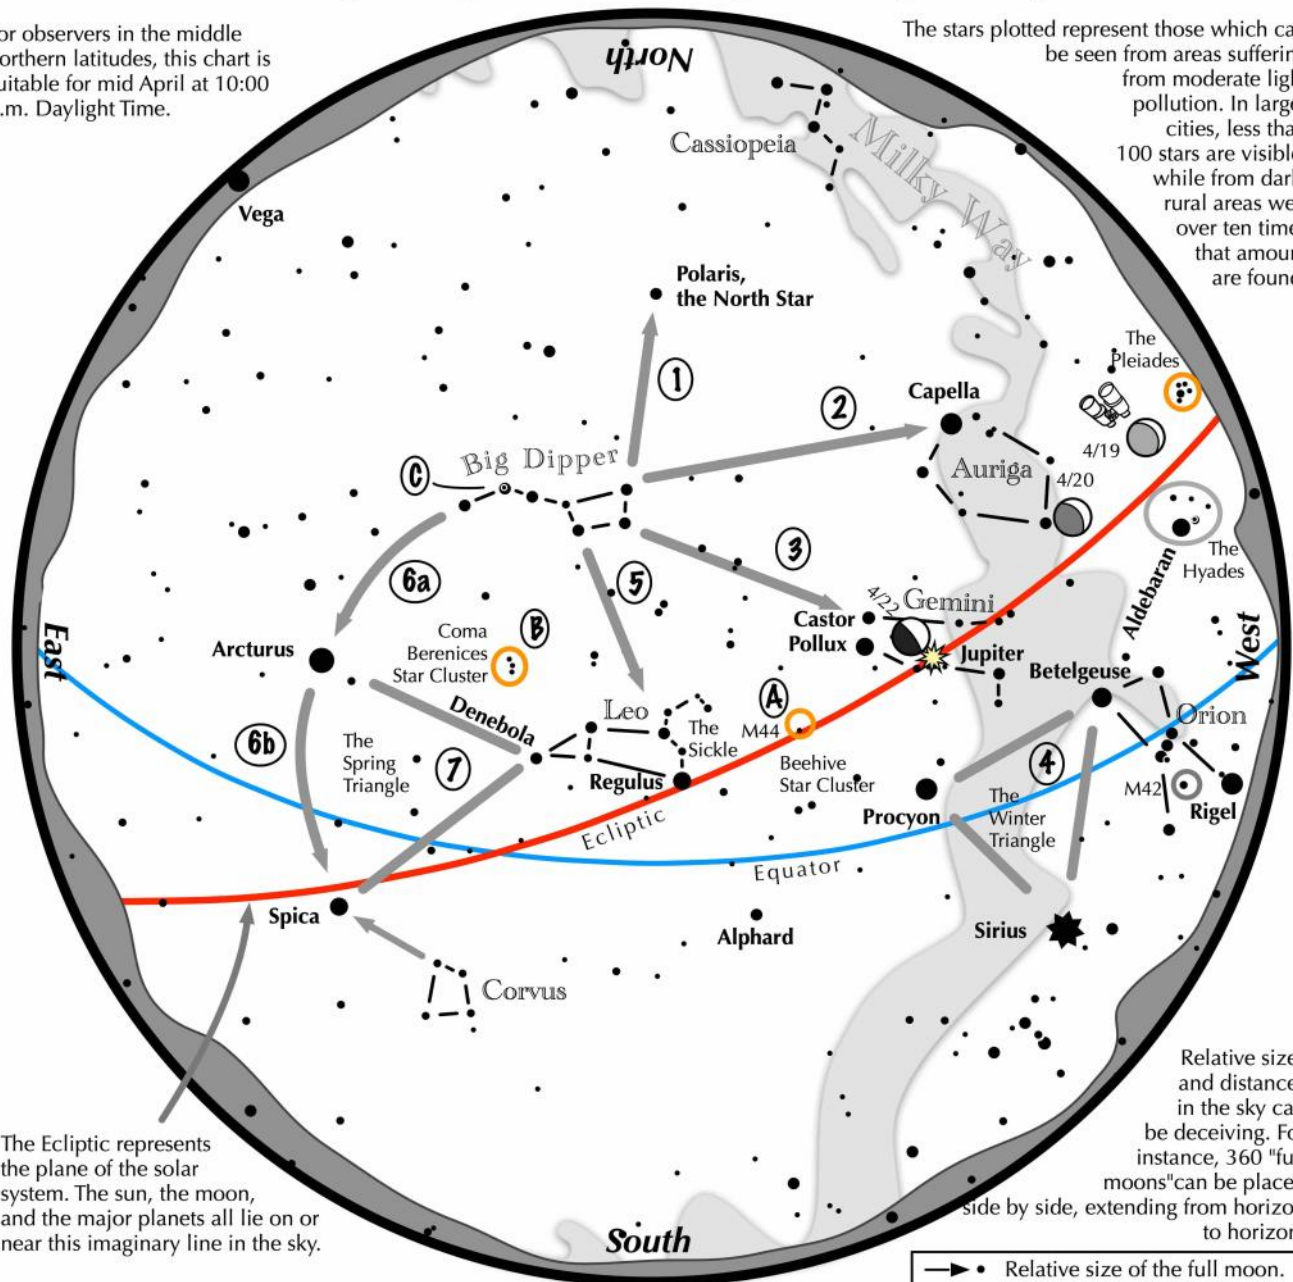 or observers in the middle
orthern latitudes, this chart is
uitable for mid April at 10:00
.m. Daylight Time.
The stars plotted represent those which ca
be seen from areas sufferin
from moderate ligh
pollution. In large
cities, less tha
100 stars are visible
while from dar
rural areas we
over ten time
that amoun
are foun
North
Cassiopeia
Milky Way
Vega
Polaris,
the North Star
1
2
Capella
The
Pleiades
4/19
Big Dipper
C
Auriga
4/20
3
The
Hyades
Aldebaran
6a
5
4/22
Gemini
Castor
Pollux
Jupiter
East
West
Arcturus
Coma
Berenices
Star Cluster
B
Betelgeuse
Denebola
Leo
The
Sickle
A
M44
Orion
6b
The
Spring
Triangle
7
Regulus
Beehive
Star Cluster
4
M42
Rigel
Procyon
The
Winter
Triangle
Ecliptic
Equator
Spica
Alphard
Sirius
Corvus
The Ecliptic represents
the plane of the solar
system. The sun, the moon,
and the major planets all lie on or
near this imaginary line in the sky.
Relative size
and distance
in the sky ca
be deceiving. Fo
instance, 360 "fu
moons"can be place
side by side, extending from horizo
to horizon
South
Relative size of the full moon.